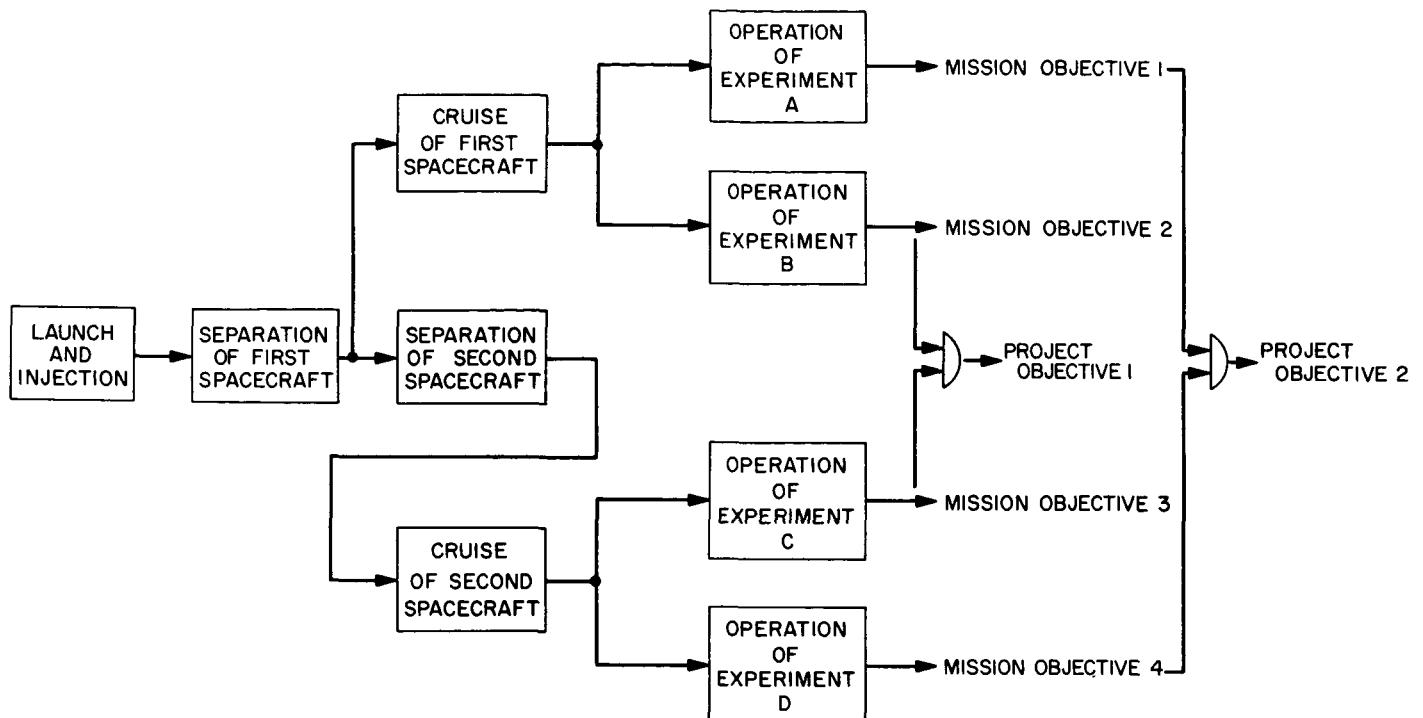 OPERATION
OF
EXPERIMENT
A
MISSION OBJECTIVE 1
CRUISE
OF FIRST
SPACECRAFT
OPERATION
OF
EXPERIMENT
B
MISSION OBJECTIVE 2
LAUNCH
AND
INJECTION
SEPARATION
OF FIRST
SPACECRAFT
SEPARATION
OF SECOND
SPACECRAFT
PROJECT
OBJECTIVE 1
PROJECT
OBJECTIVE 2
OPERATION
OF
EXPERIMENT
C
MISSION OBJECTIVE 3
CRUISE
OF SECOND
SPACECRAFT
OPERATION
OF
EXPERIMENT
D
MISSION OBJECTIVE 4